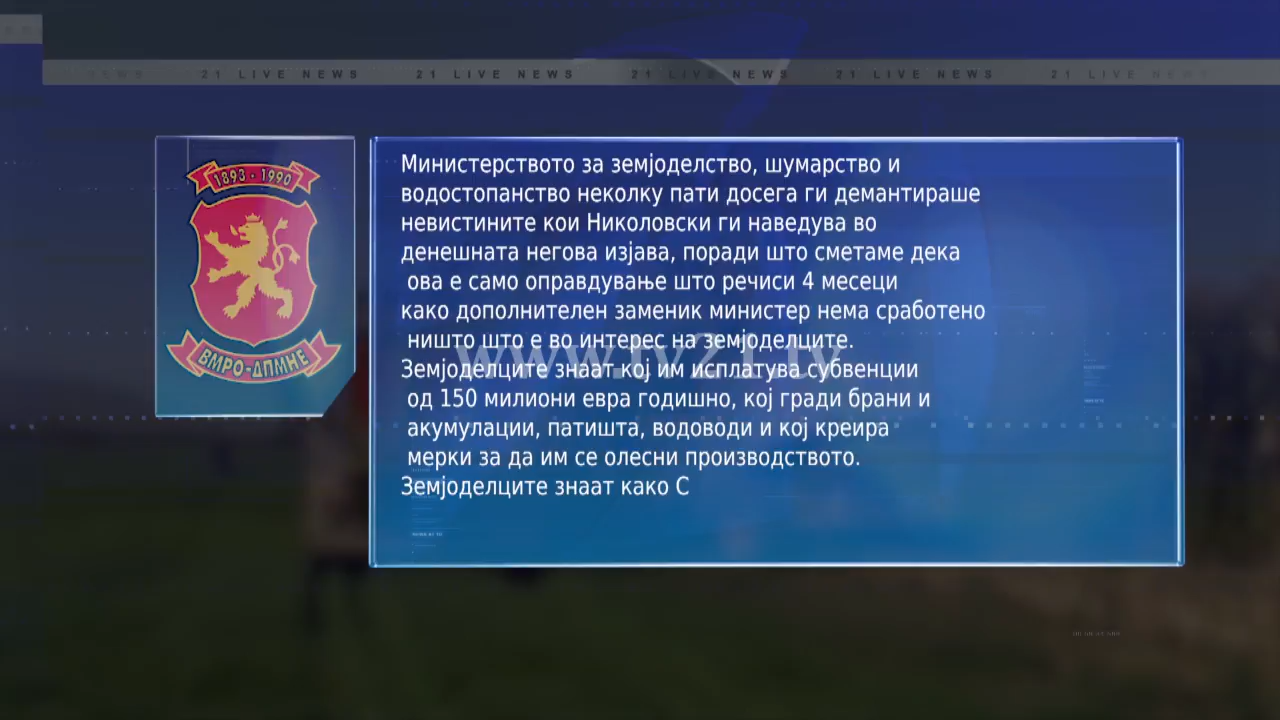 21 LIVE NEWS 21 LIVE NEWS 21 LIVE NEWS 21 LIVE NEWS 21 LIVE NEWS
1893 - 1990
ВМРО-ДПМНЕ
Министерството за земјоделство, шумарство и
водостопанство неколку пати досега ги демантираше
невистините кои Николовски ги наведува во
денешната негова изјава, поради што сметаме дека
ова е само оправдување што речиси 4 месеци
како дополнителен заменик министер нема сработено
ништо што е во интерес на земјоделците.
www.tv21.tv
Земјоделците знаат кој им исплатува субвенции
од 150 милиони евра годишно, кој гради брани и
акумулации, патишта, водоводи и кој креира
мерки за да им се олесни производството.
Земјоделците знаат како С